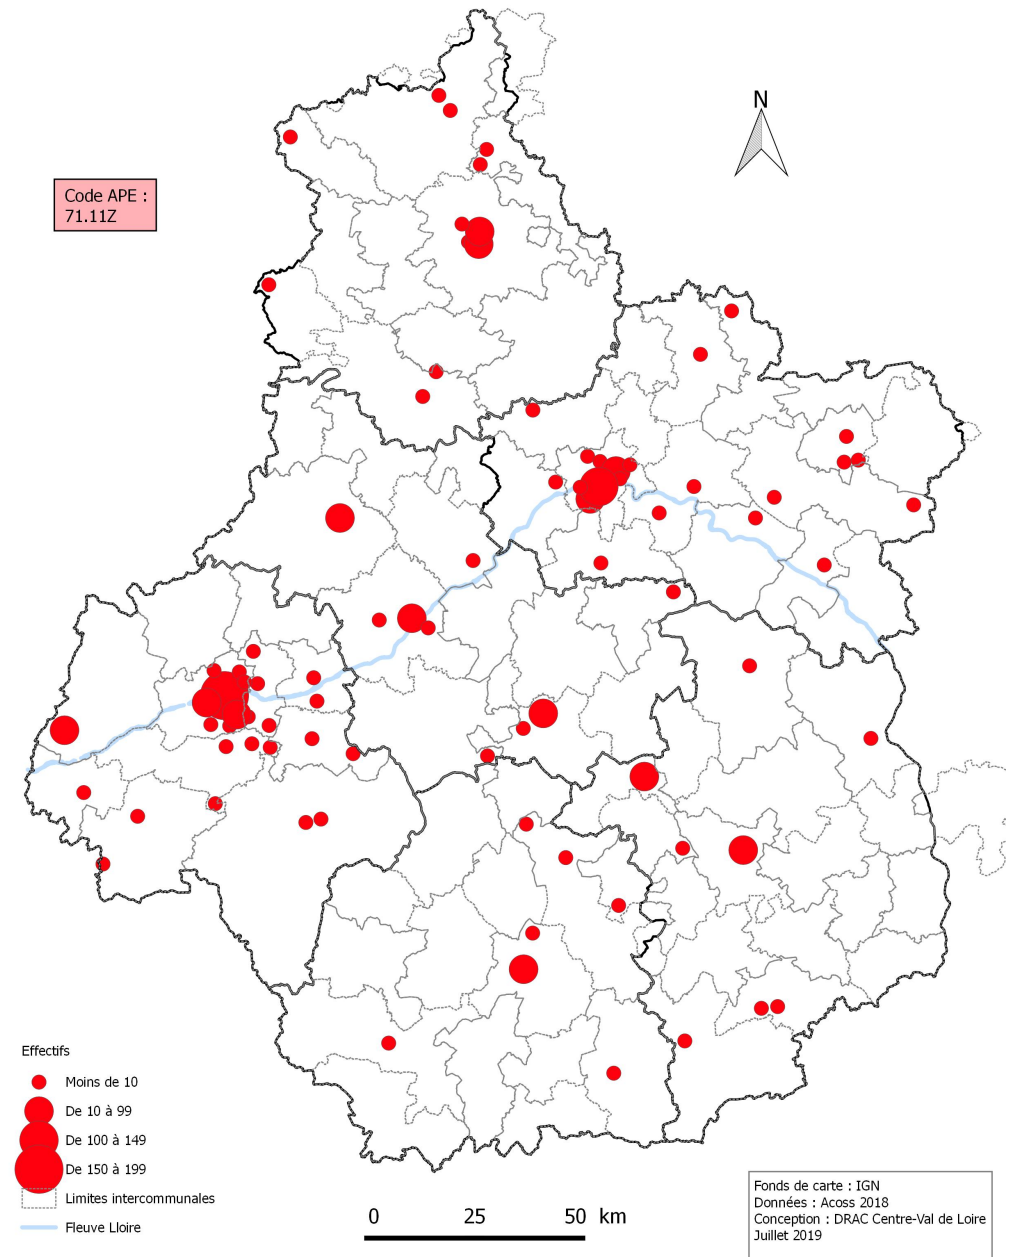 N
Code APE :
71.11Z
Effectifs
Moins de 10
De 10 à 99
De 100 à 149
De 150 à 199
Limites intercommunales
Fleuve Lloire
0 25 50 km
Fonds de carte : IGN
Données : Acoss 2018
Conception : DRAC Centre-Val de Loire
Juillet 2019